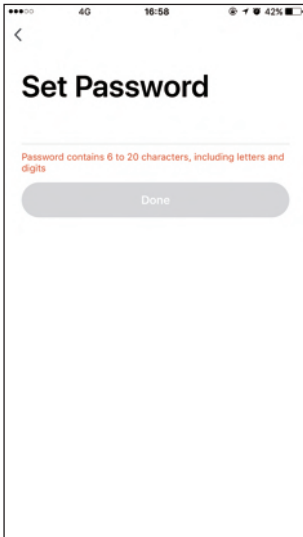 4G 16:58 42%
Set Password
Password contains 6 to 20 characters, including letters and
digits
Done